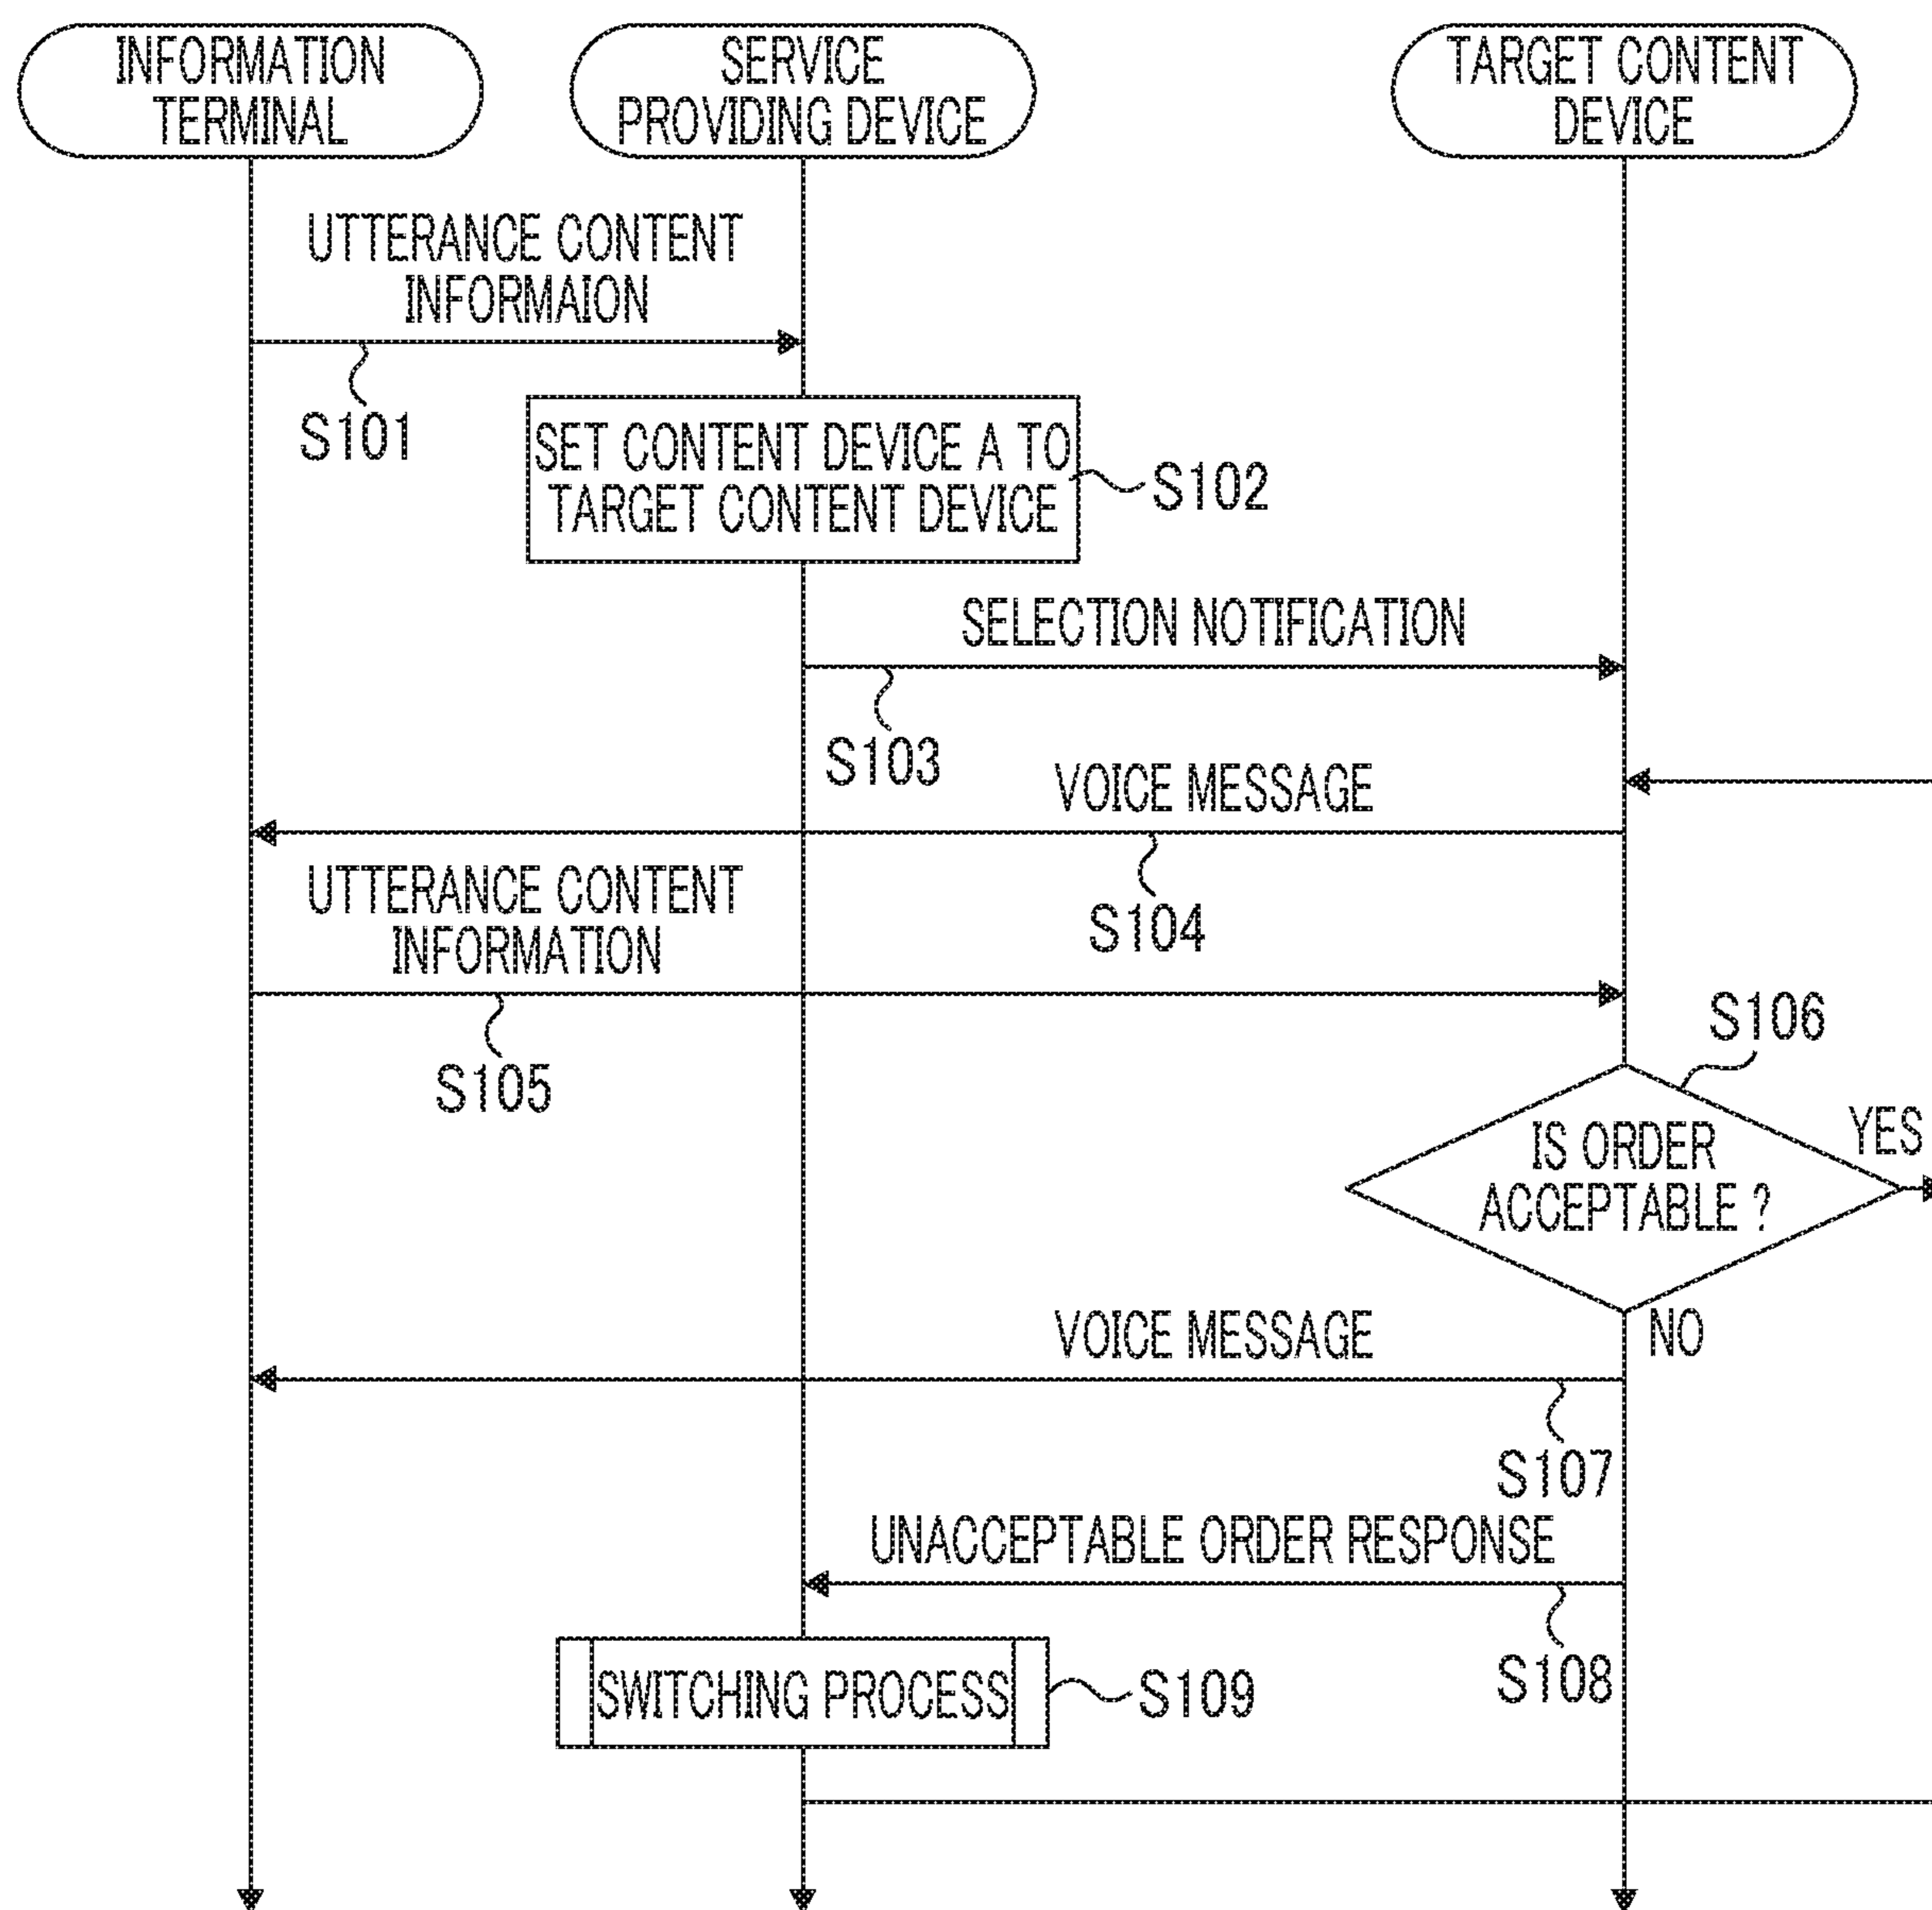 INFORMATION
TERMINAL
SERVICE
PROVIDING DEVICE
TARGET CONTENT
DEVICE
UTTERANCE CONTENT
INFORMAION
S101
SET CONTENT DEVICE A TO
TARGET CONTENT DEVICE
S102
SELECTION NOTIFICATION
S103
VOICE MESSAGE
S104
UTTERANCE CONTENT
INFORMATION
S105
S106
IS ORDER
ACCEPTABLE ?
YES
NO
VOICE MESSAGE
S107
UNACCEPTABLE ORDER RESPONSE
S108
SWITCHING PROCESS
S109